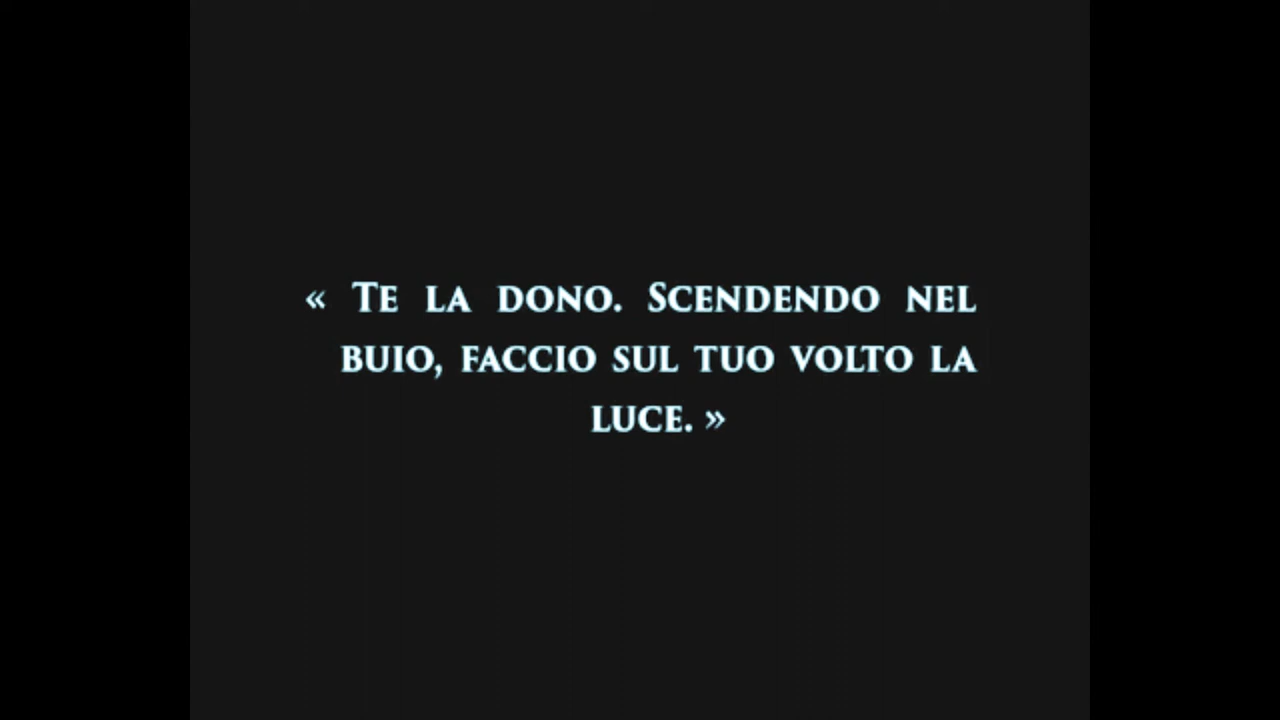 « Te la dono. Scendendo nel
buio, faccio sul tuo volto la
luce. »